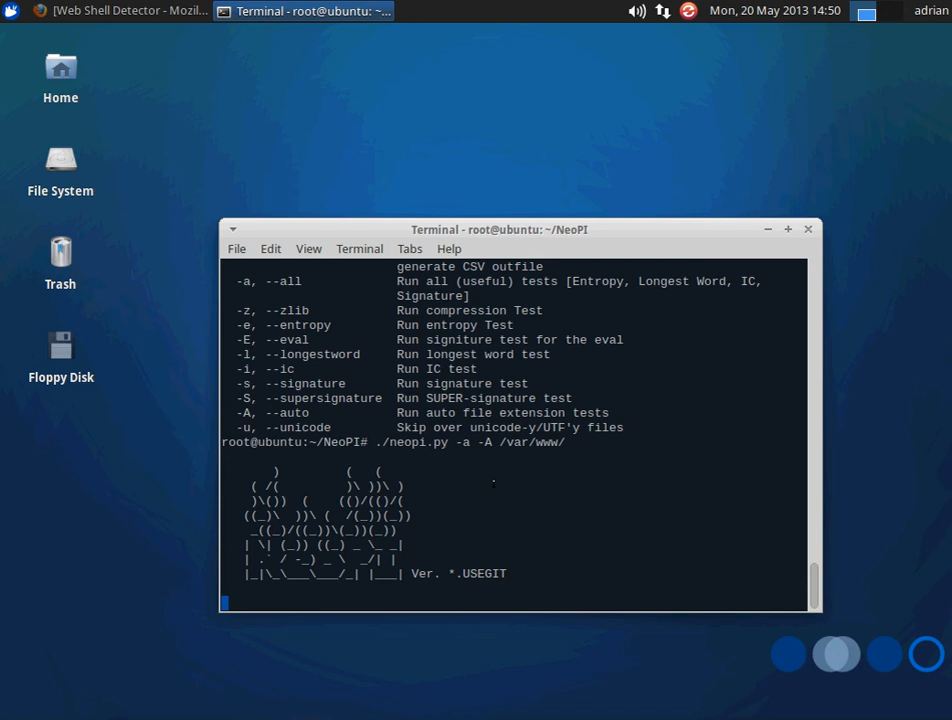 [Web Shell Detector - Mozil...
Terminal - root@ubuntu: ~...
Mon, 20 May 2013 14:50
adrian
Home
File System
Trash
Floppy Disk
Terminal - root@ubuntu: ~/NeoPI
File Edit View Terminal Tabs Help
generate CSV outfile
-a, --all Run all (useful) tests [Entropy, Longest Word, IC,
Signature]
-z, --zlib Run compression Test
-e, --entropy Run entropy Test
-E, --eval Run signiture test for the eval
-l, --longestword Run longest word test
-i, --ic Run IC test
-s, --signature Run signature test
-S, --supersignature Run SUPER-signature test
-A, --auto Run auto file extension tests
-u, --unicode Skip over unicode-y/UTF'y files
root@ubuntu:~/NeoPI# ./neopi.py -a -A /var/www/
       )         (   (
    ( /(         )\ ))\ )
    )\())  (    (()/(()/(
   ((_)\  ))\ (  /(_))(_))
    _((_)/((_))\(_))(_))
   | \| (_)) ((_) _ \_ _|
   | .` / -_) _ \  _/| |
   |_|\_\___\___/_| |___| Ver. *.USEGIT